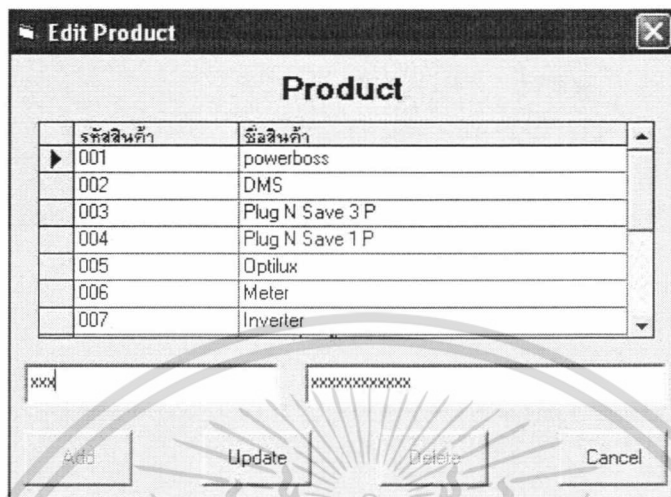 Edit Product
Product
รหัสสินค้า ชื่อสินค้า
001 powerboss
002 DMS
003 Plug N Save 3 P
004 Plug N Save 1 P
005 Optilux
006 Meter
007 Inverter
xxx xxxxxxxxxxxx
Add Update Delete Cancel